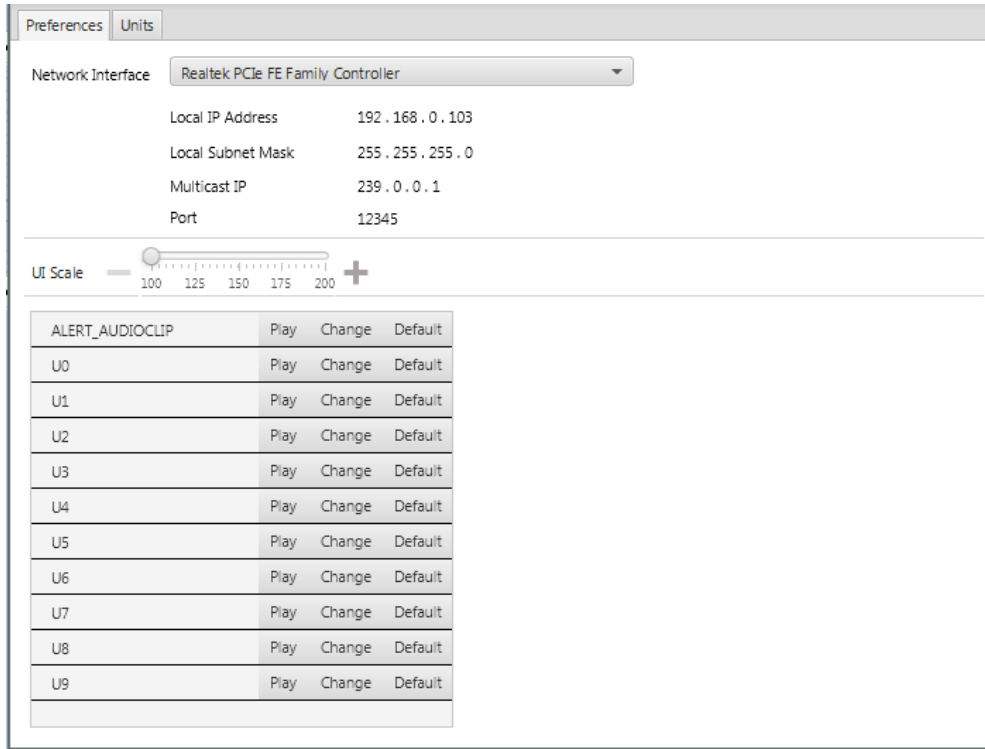 Preferences Units
Network Interface Realtek PCIe FE Family Controller
Local IP Address 192 . 168 . 0 . 103
Local Subnet Mask 255 . 255 . 255 . 0
Multicast IP 239 . 0 . 0 . 1
Port 12345
UI Scale
100 125 150 175 200
ALERT_AUDIOCLIP Play Change Default
U0 Play Change Default
U1 Play Change Default
U2 Play Change Default
U3 Play Change Default
U4 Play Change Default
U5 Play Change Default
U6 Play Change Default
U7 Play Change Default
U8 Play Change Default
U9 Play Change Default